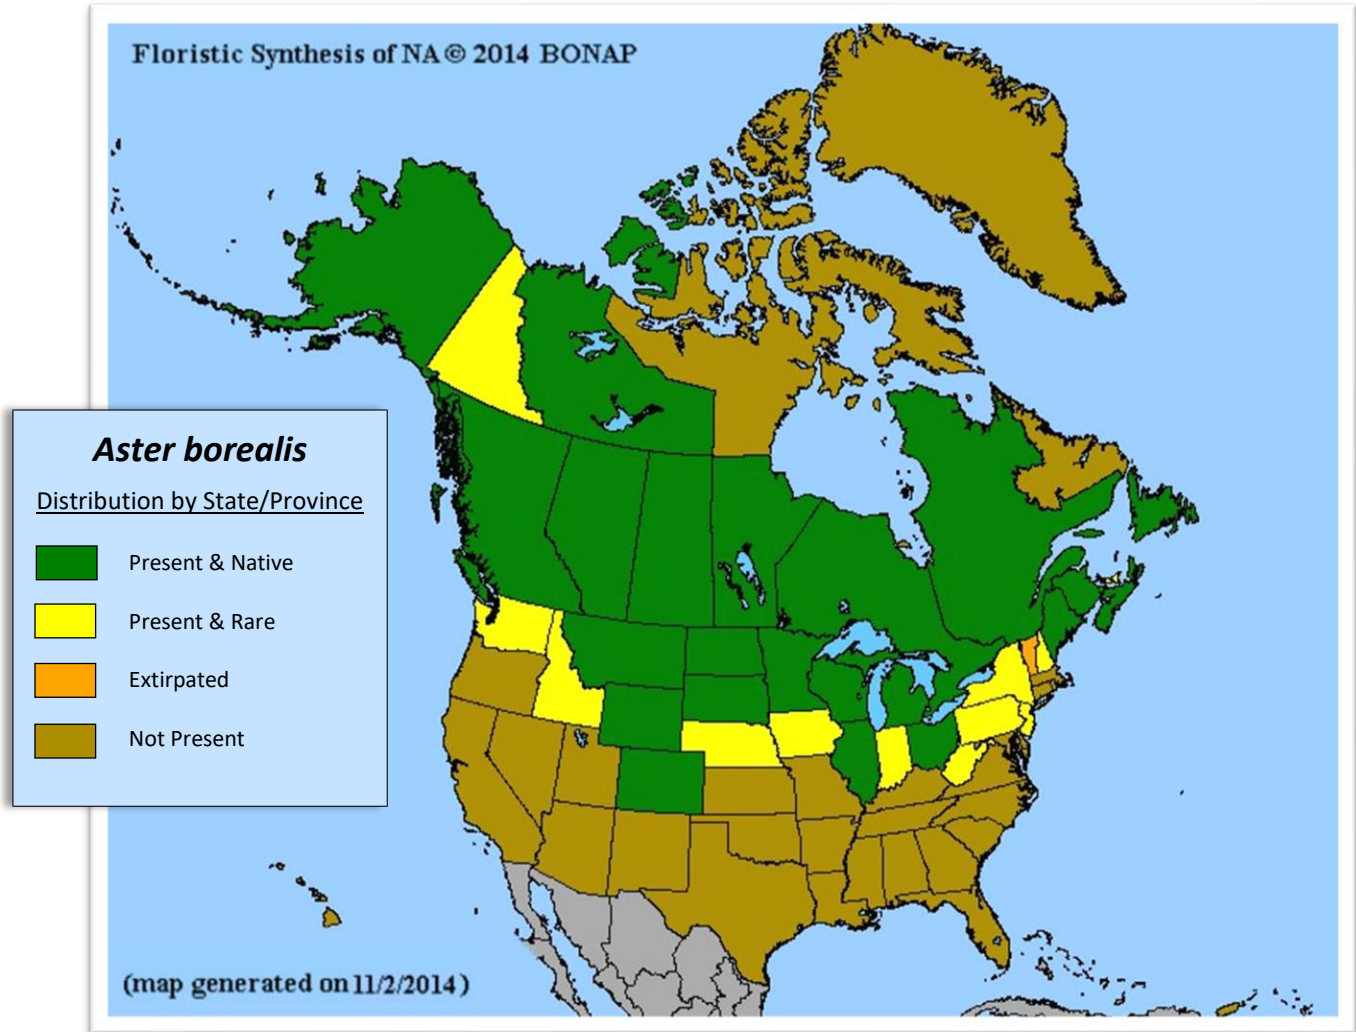 Floristic Synthesis of NA © 2014 BONAP
Aster borealis
Distribution by State/Province
Present & Native
Present & Rare
Extirpated
Not Present
(map generated on 11/2/2014)